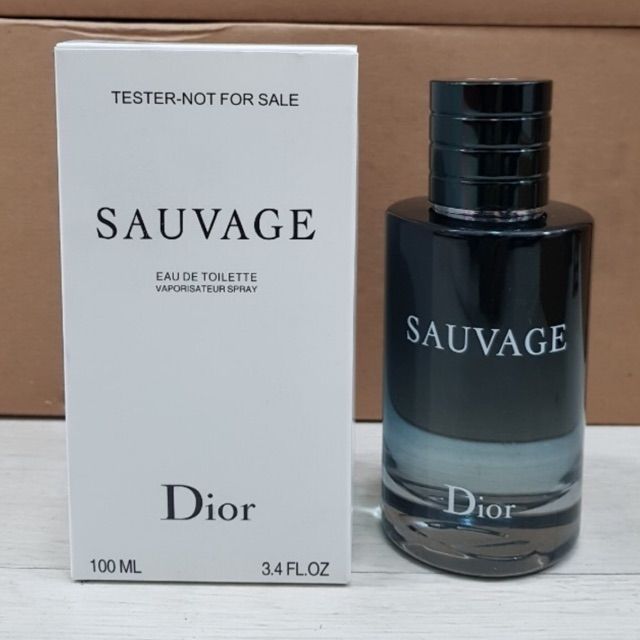 TESTER-NOT FOR SALE
SAUVAGE
EAU DE TOILETTE
VAPORISATEUR SPRAY
Dior
100 ML 3.4 FL.OZ
SAUVAGE
Dior